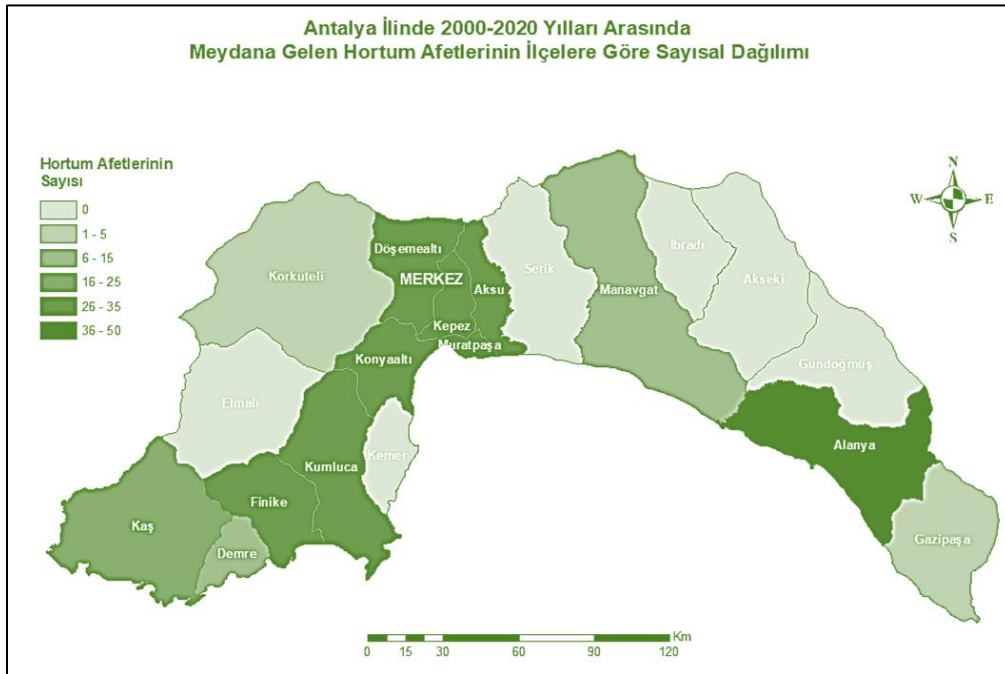 Antalya İlinde 2000-2020 Yılları Arasında
Meydana Gelen Hortum Afetlerinin İlçelere Göre Sayısal Dağılımı
Hortum Afetlerinin
Sayısı
0
1 - 5
6 - 15
16 - 25
26 - 35
36 - 50
N
W
E
S
Döşemealtı
İbradı
Korkuteli
MERKEZ
Aksu
Serik
Manavgat
Akseki
Kepez
Muratpaşa
Konyaaltı
Gündoğmuş
Elmalı
Alanya
Kemer
Kumluca
Finike
Kaş
Demre
Gazipaşa
Km
0 15 30 60 90 120